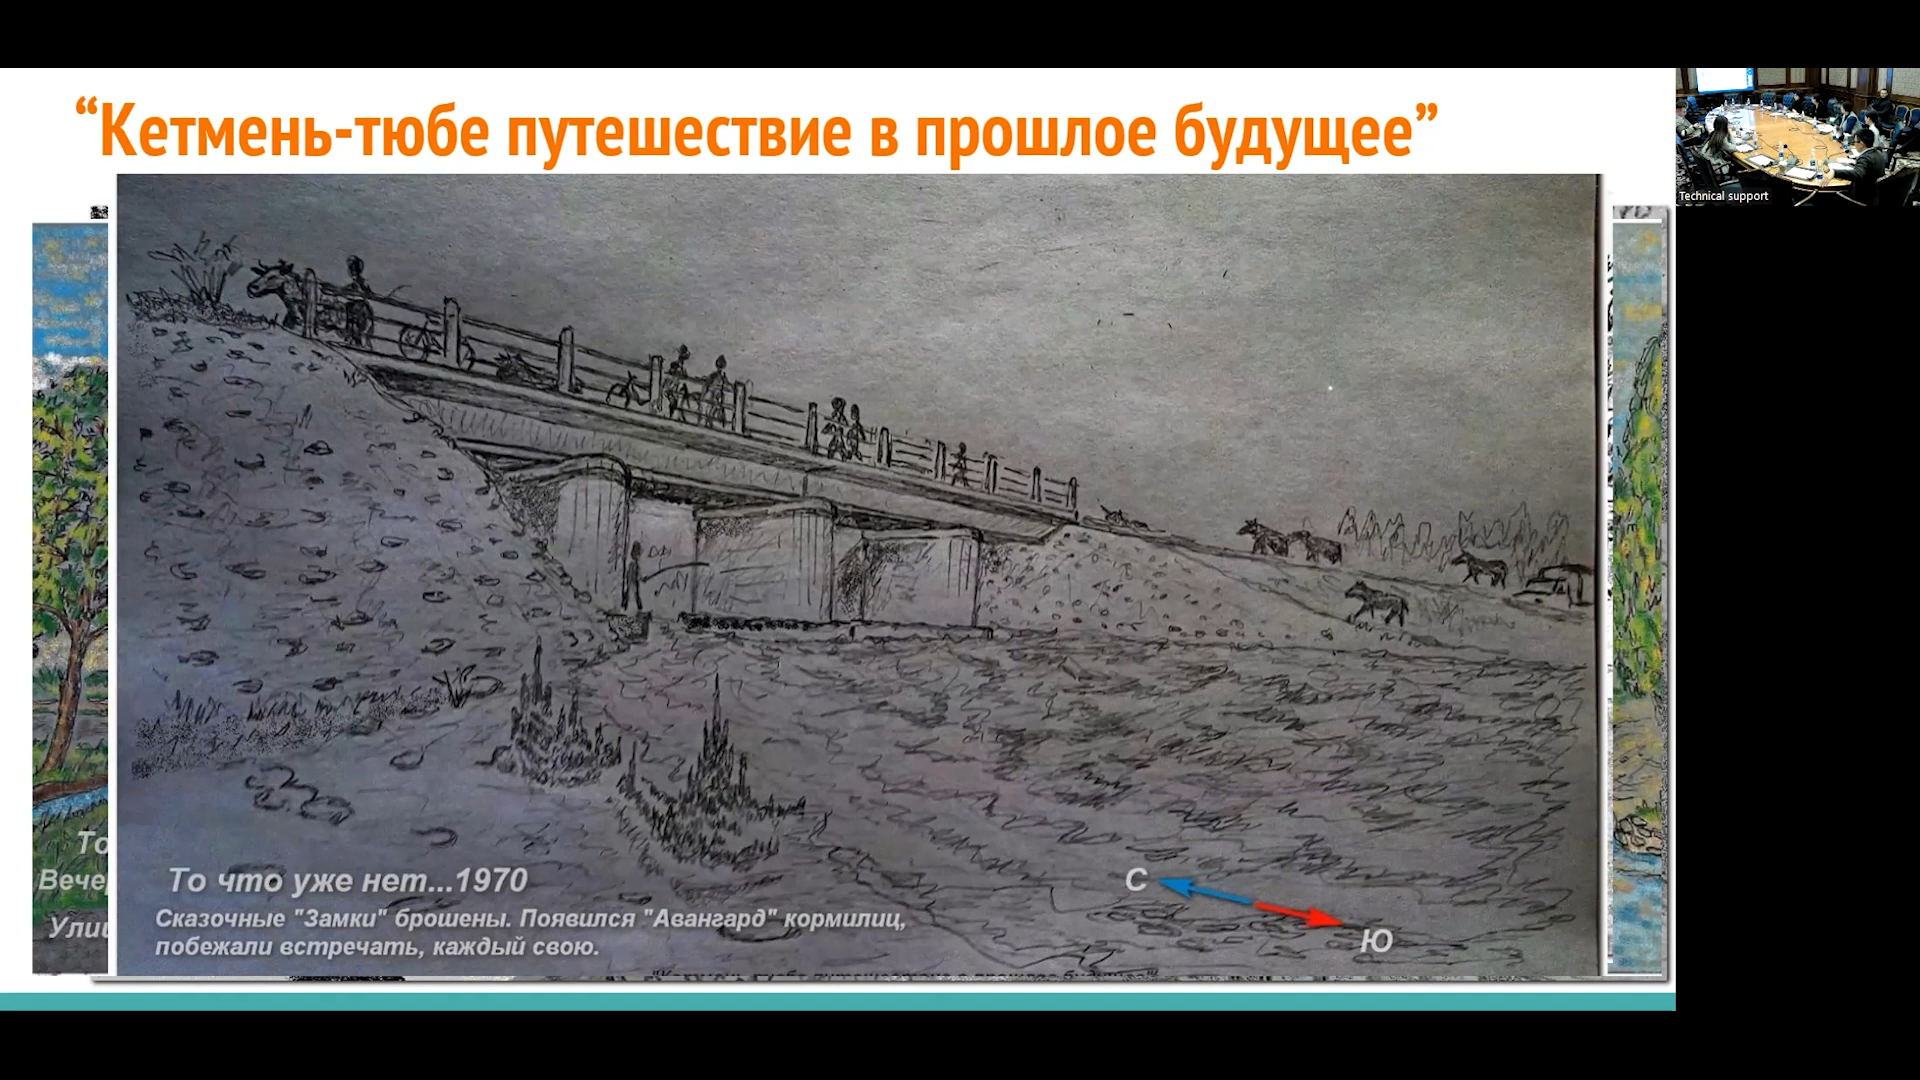 “Кетмень-тюбе путешествие в прошлое будущее”
Technical support
То что уже нет...1970
Сказочные "Замки" брошены. Появился "Авангард" кормилиц,
побежали встречать, каждый свою.
С
Ю